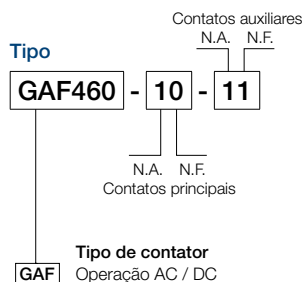 Contatos auxiliares
N.A. N.F.
Tipo
GAF460 - 10 - 11
N.A. N.F.
Contatos principais
Tipo de contator
GAF Operação AC / DC